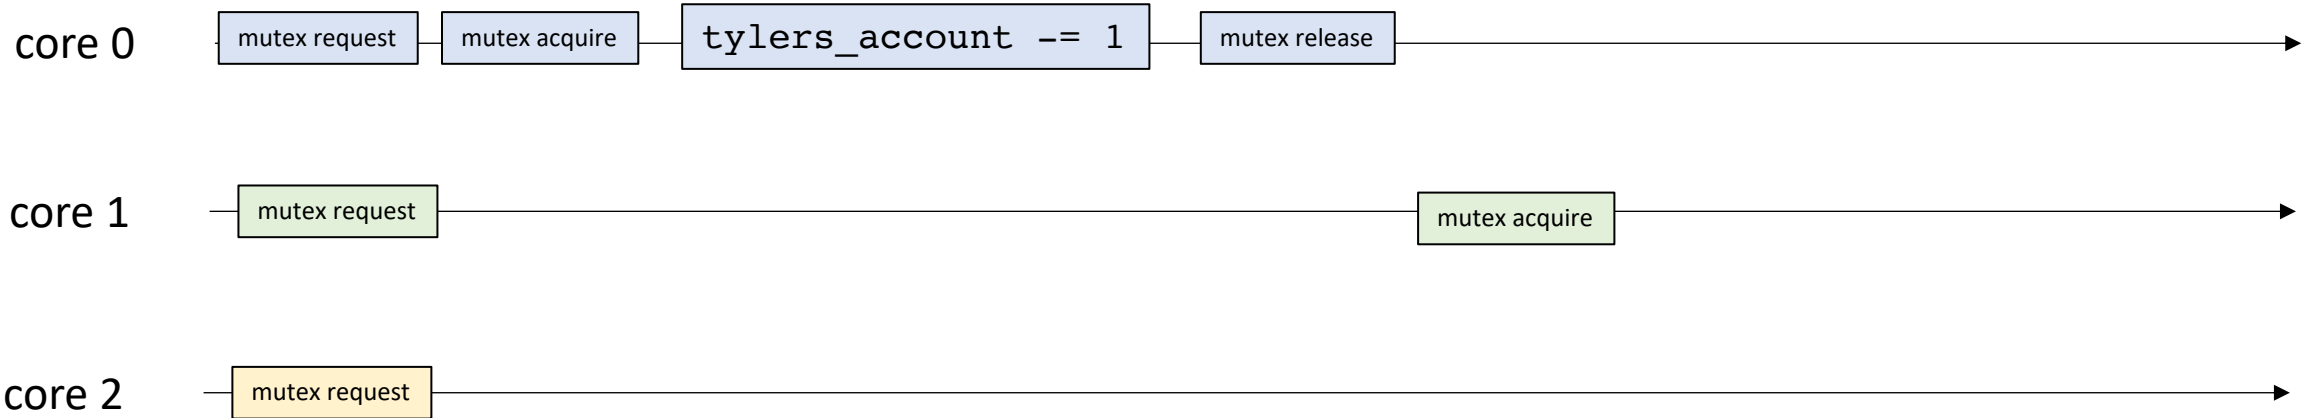 core 0 mutex request mutex acquire tylers_account -= 1 mutex release
core 1 mutex request mutex acquire
core 2 mutex request